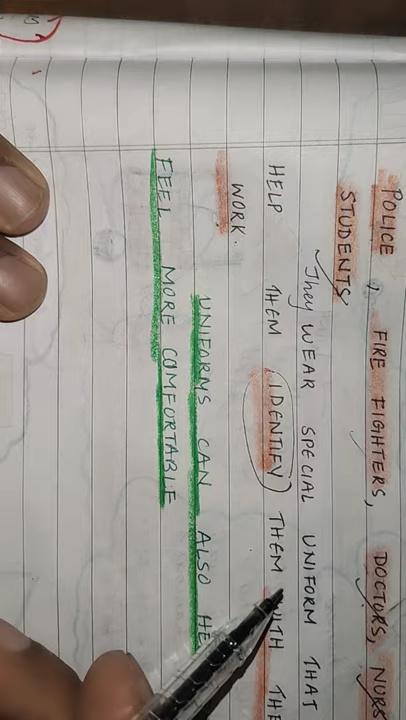 POLICE, FIRE FIGHTERS, DOCTORS, NURS
STUDENTS
They WEAR SPECIAL UNIFORM THAT
HELP THEM IDENTIFY THEM WITH THE
WORK.
UNIFORMS CAN ALSO HE
FEEL MORE COMFORTABLE